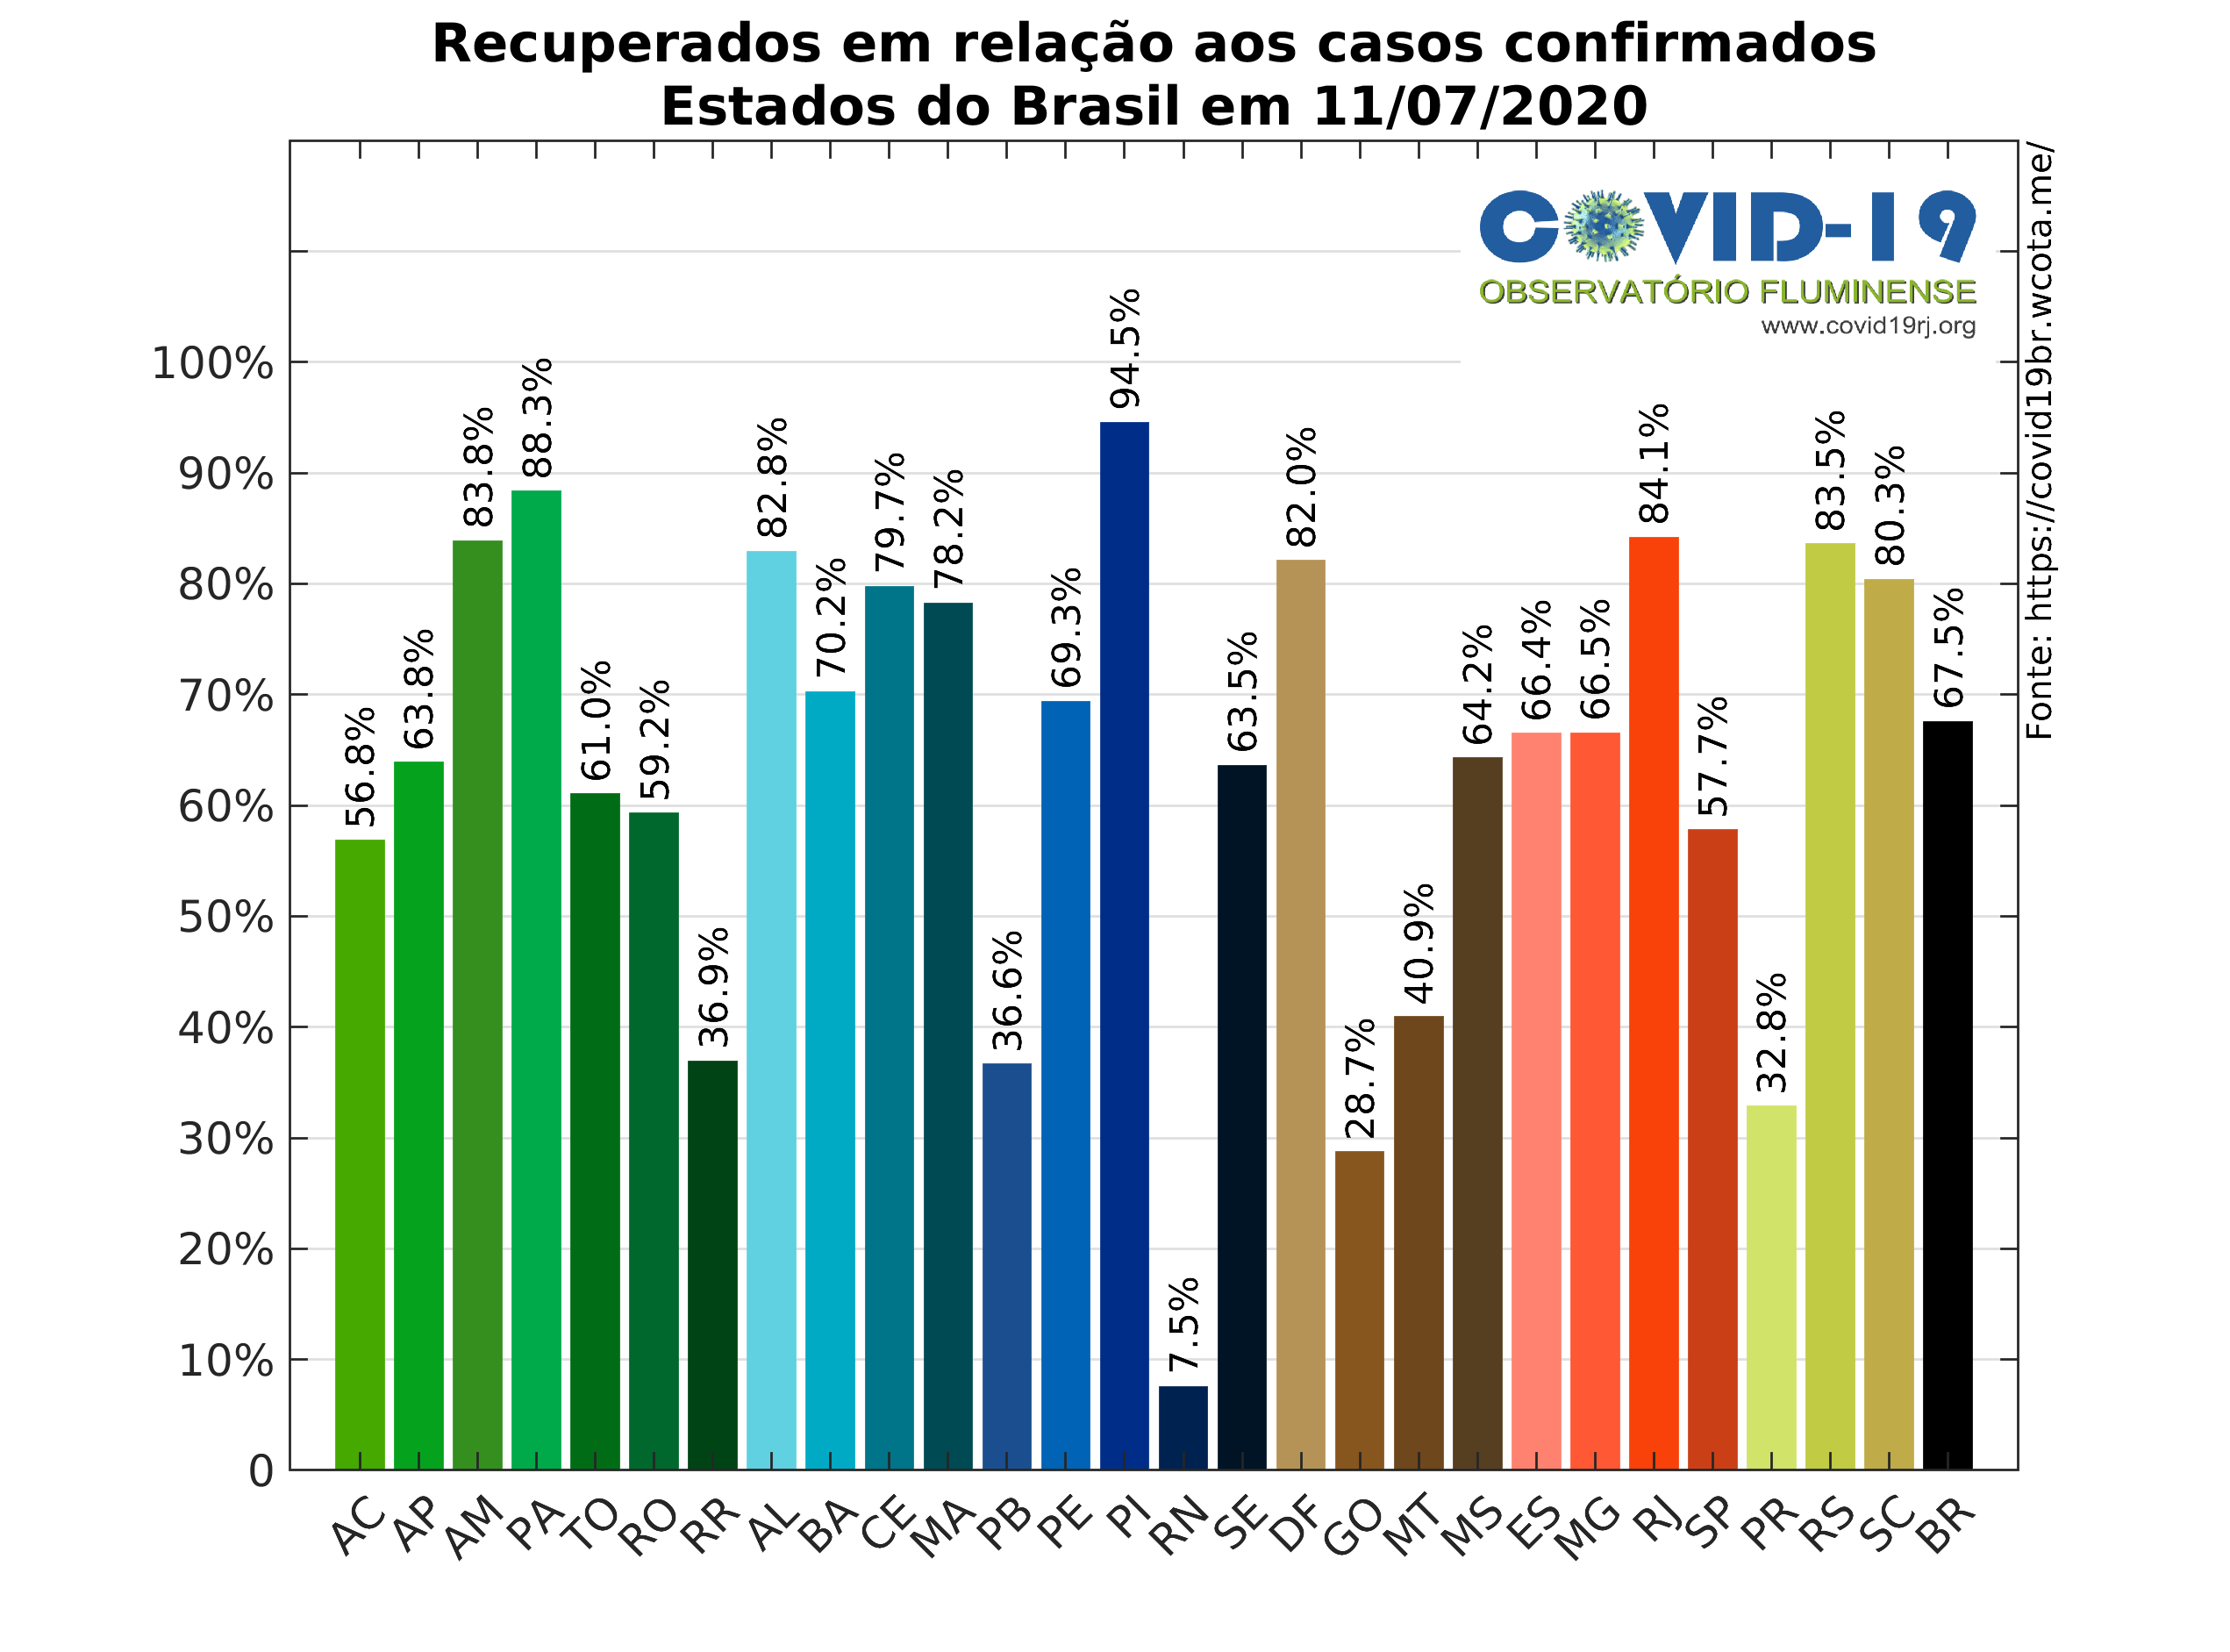 Recuperados em relação aos casos confirmados
Estados do Brasil em 11/07/2020
COVID-19
OBSERVATÓRIO FLUMINENSE
www.covid19rj.org
Fonte: https://covid19br.wcota.me/
100%
90%
80%
70%
60%
50%
40%
30%
20%
10%
0
56.8%
63.8%
83.8%
88.3%
61.0%
59.2%
36.9%
82.8%
70.2%
79.7%
78.2%
36.6%
69.3%
94.5%
7.5%
63.5%
82.0%
28.7%
40.9%
64.2%
66.4%
66.5%
84.1%
57.7%
32.8%
83.5%
80.3%
67.5%
AC
AP
AM
PA
TO
RO
RR
AL
BA
CE
MA
PB
PE
PI
RN
SE
DF
GO
MT
MS
ES
MG
RJ
SP
PR
RS
SC
BR